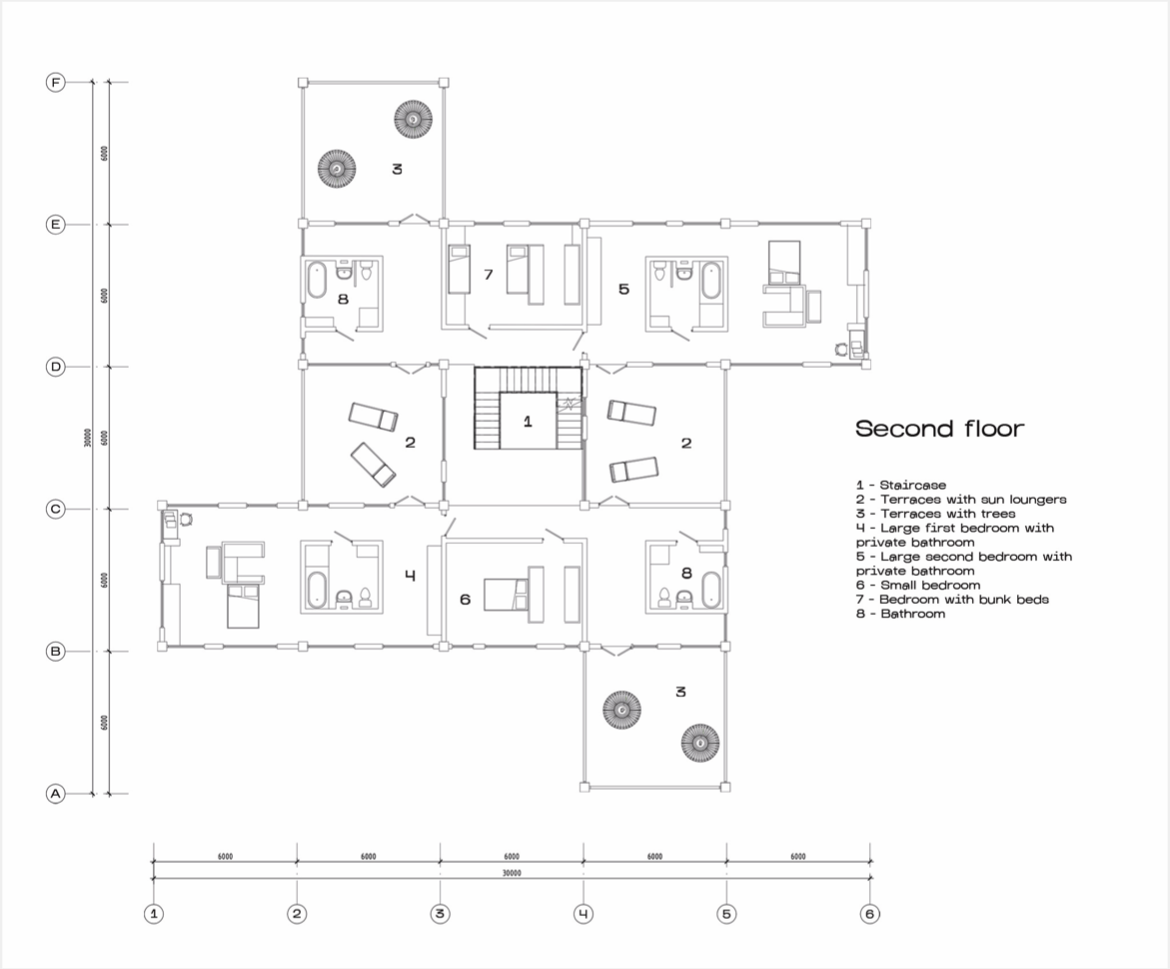 F
6000
3
E
7
5
6000
8
D
1
Second floor
30000
6000
2
2
1 - Staircase
2 - Terraces with sun loungers
C
3 - Terraces with trees
4 - Large first bedroom with
private bathroom
5 - Large second bedroom with
private bathroom
6000
4
8
6 - Small bedroom
6
7 - Bedroom with bunk beds
8 - Bathroom
B
3
6000
A
6000
6000
6000
6000
6000
30000
1
2
3
4
5
6